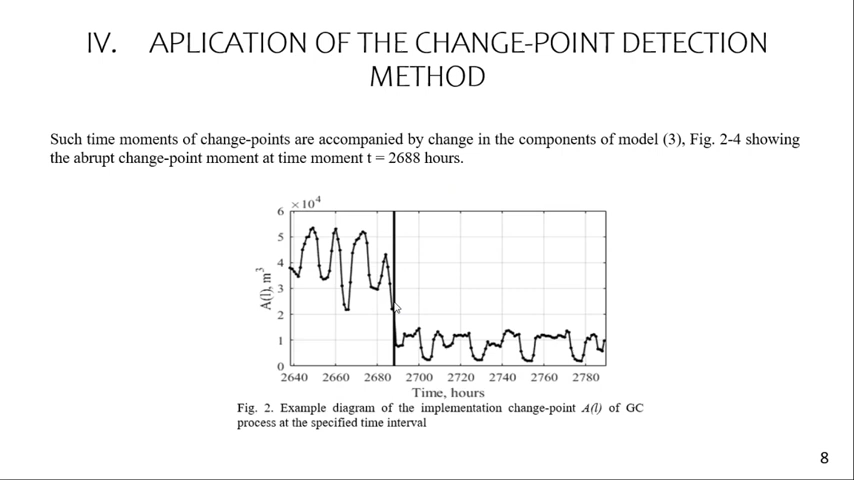 IV. APLICATION OF THE CHANGE-POINT DETECTION
METHOD
Such time moments of change-points are accompanied by change in the components of model (3), Fig. 2-4 showing
the abrupt change-point moment at time moment t = 2688 hours.
×10⁴
6
5
4
3
2
1
0
A(l), m³
2640 2660 2680 2700 2720 2740 2760 2780
Time, hours
Fig. 2. Example diagram of the implementation change-point A(l) of GC
process at the specified time interval
8